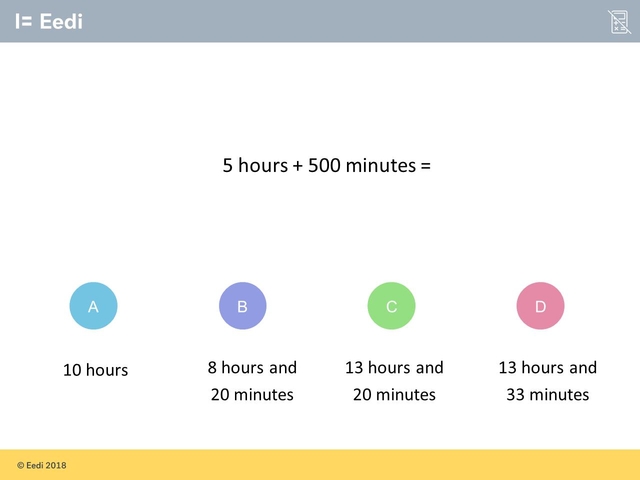 I= Eedi
5 hours + 500 minutes =
A
B
C
D
10 hours
8 hours and
20 minutes
13 hours and
20 minutes
13 hours and
33 minutes
© Eedi 2018